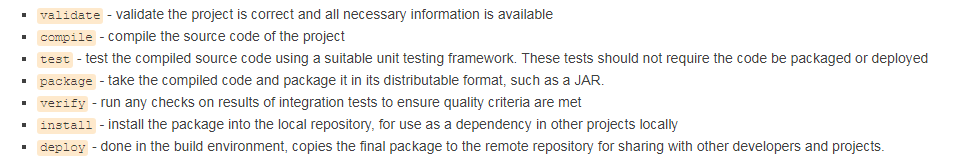 validate - validate the project is correct and all necessary information is available
compile - compile the source code of the project
test - test the compiled source code using a suitable unit testing framework. These tests should not require the code be packaged or deployed
package - take the compiled code and package it in its distributable format, such as a JAR.
verify - run any checks on results of integration tests to ensure quality criteria are met
install - install the package into the local repository, for use as a dependency in other projects locally
deploy - done in the build environment, copies the final package to the remote repository for sharing with other developers and projects.